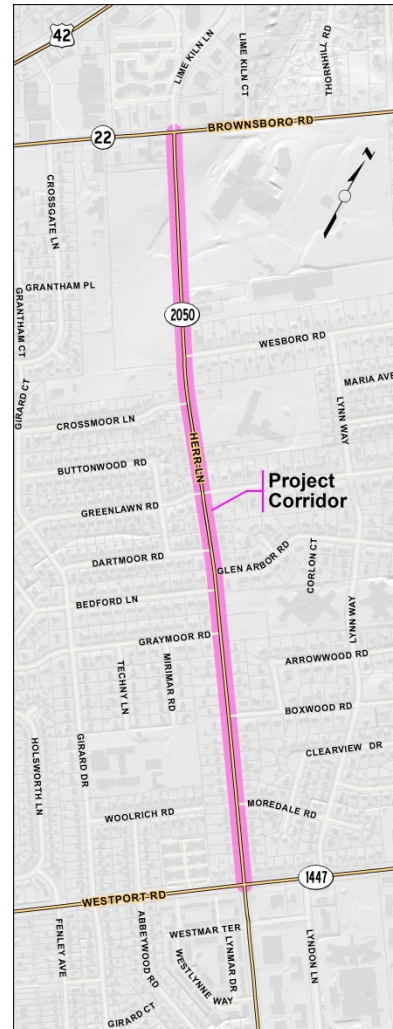 42
LIME KILN LN
LIME KILN CT
THORNHILL RD
22
BROWNSBORO RD
CROSSGATE LN
N
GRANTHAM PL
GRANTHAM CT
2050
WESBORO RD
GIRARD CT
MARIA AVE
CROSSMOOR LN
LYNN WAY
HERR LN
BUTTONWOOD RD
Project
Corridor
GREENLAWN RD
DARTMOOR RD
GLEN ARBOR RD
CORLON CT
BEDFORD LN
LYNN WAY
GRAYMOOR RD
ARROWWOOD RD
TECHNY LN
MIRIMAR RD
BOXWOOD RD
HOLSWORTH LN
GIRARD DR
CLEARVIEW DR
WOOLRICH RD
MOREDALE RD
1447
WESTPORT RD
FENLEY AVE
ABBEYWOOD RD
WESTMAR TER
LYNMAR DR
LYNDON LN
WESTLYNNE WAY
GIRARD CT